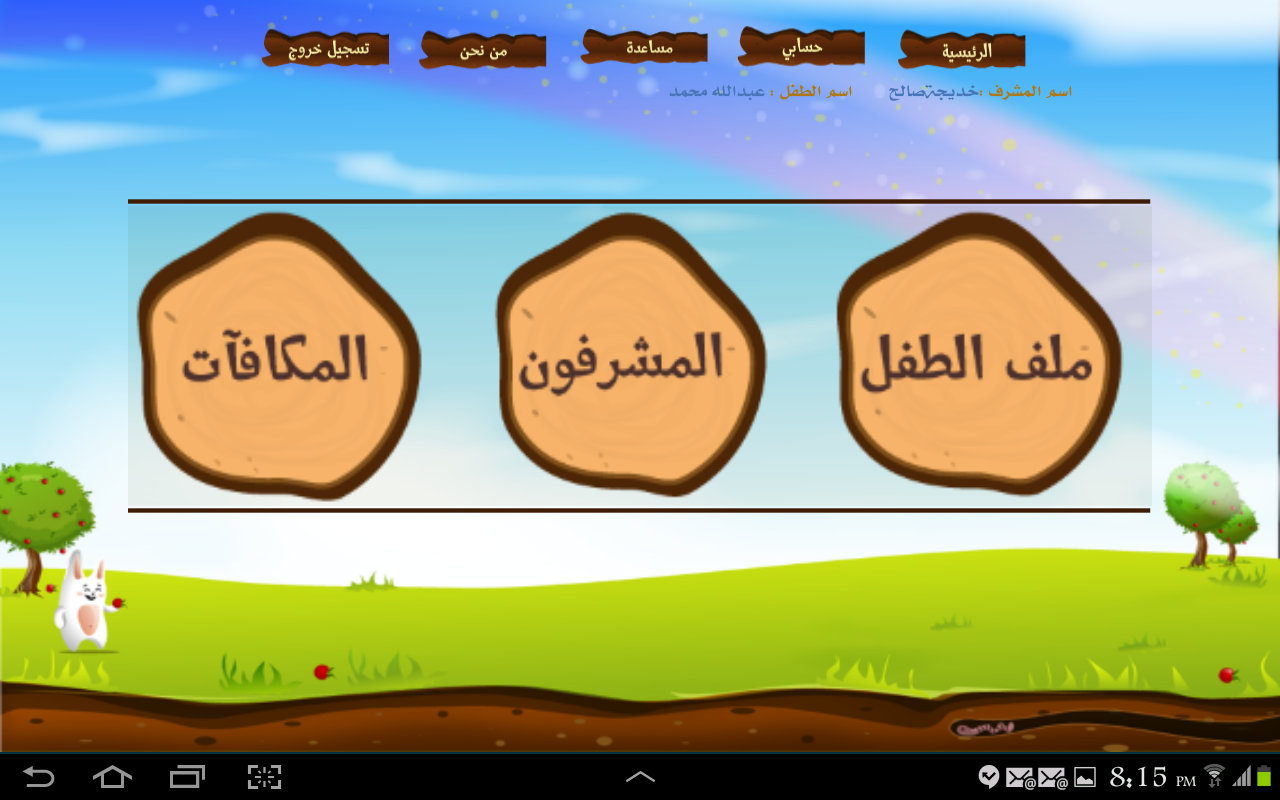 الرئيسية حسابي مساعدة من نحن تسجيل خروج
اسم المشرف :خديجةصالح اسم الطفل : عبدالله محمد
ملف الطفل المشرفون المكافآت
8:15 PM